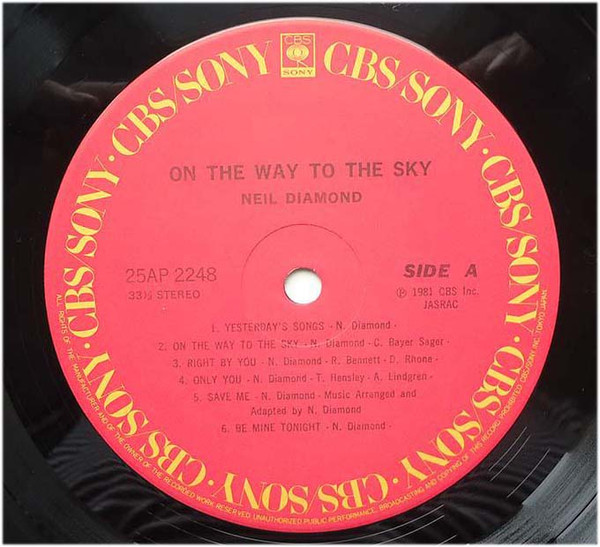 CBS/SONY · CBS/SONY · CBS/SONY · CBS/SONY · CBS/SONY · CBS/SONY · CBS/SONY ·
CBS
SONY
ON THE WAY TO THE SKY
NEIL DIAMOND
25AP 2248
33⅓ STEREO
SIDE A
Ⓟ 1981 CBS Inc.
JASRAC
1. YESTERDAY'S SONGS - N. Diamond -
2. ON THE WAY TO THE SKY - N. Diamond - C. Bayer Sager -
3. RIGHT BY YOU - N. Diamond - R. Bennett - D. Rhone -
4. ONLY YOU - N. Diamond - T. Hensley - A. Lindgren -
5. SAVE ME - N. Diamond - Music Arranged and
Adapted by N. Diamond
6. BE MINE TONIGHT - N. Diamond -
ALL RIGHTS OF THE MANUFACTURER AND OF THE OWNER OF THE RECORDED WORK RESERVED. UNAUTHORIZED PUBLIC PERFORMANCE, BROADCASTING AND COPYING OF THIS RECORD PROHIBITED. CBS/SONY INC. TOKYO JAPAN